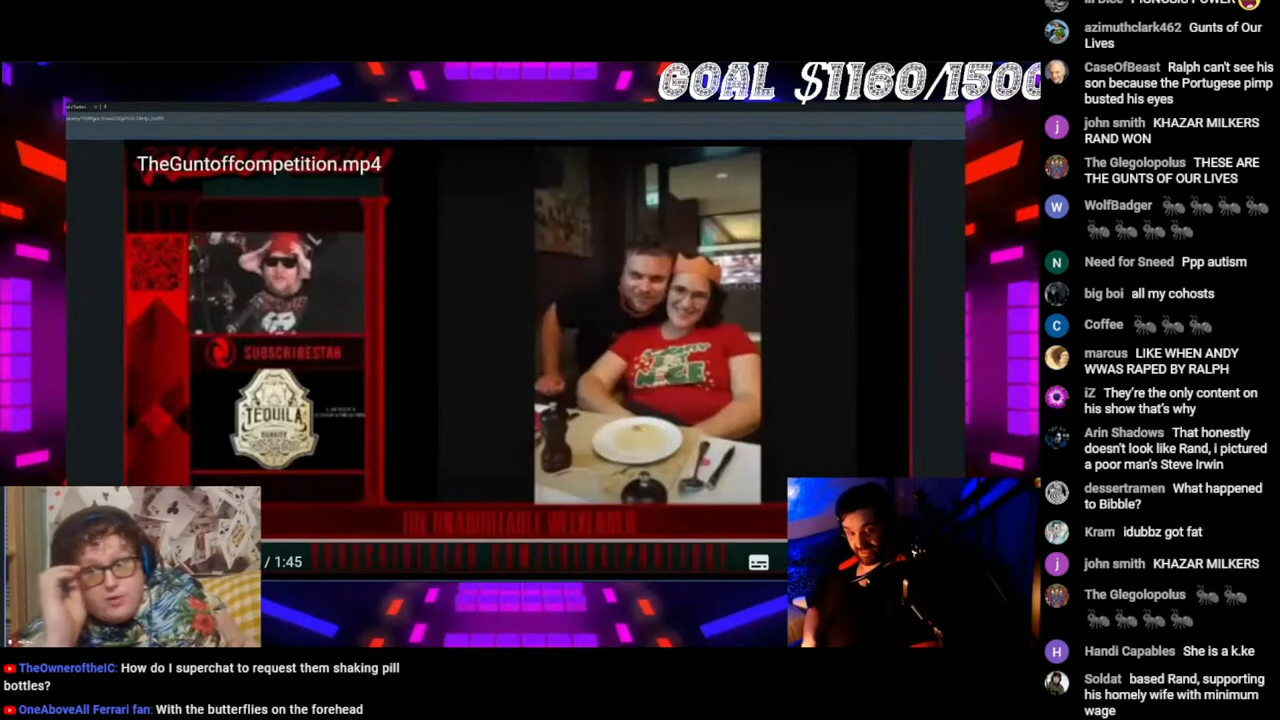 GOAL $1160/1500
TheGuntoffcompetition.mp4
SUBSCRIBESTAR
TEQUILA
/ 1:45
TheOwneroftheIC: How do I superchat to request them shaking pill
bottles?
OneAboveAll Ferrari fan: With the butterflies on the forehead
azimuthclark462 Gunts of Our
Lives
CaseOfBeast Ralph can't see his
son because the Portugese pimp
busted his eyes
john smith KHAZAR MILKERS
RAND WON
The Glegolopolus THESE ARE
THE GUNTS OF OUR LIVES
WolfBadger 🐜 🐜 🐜 🐜
🐜 🐜 🐜 🐜
Need for Sneed Ppp autism
big boi all my cohosts
Coffee 🐜 🐜 🐜
marcus LIKE WHEN ANDY
WWAS RAPED BY RALPH
iZ They're the only content on
his show that's why
Arin Shadows That honestly
doesn't look like Rand, i pictured
a poor man's Steve Irwin
dessertramen What happened
to Bibble?
Kram idubbz got fat
john smith KHAZAR MILKERS
The Glegolopolus 🐜 🐜
🐜 🐜 🐜 🐜
Handi Capables She is a k.ke
Soldat based Rand, supporting
his homely wife with minimum
wage